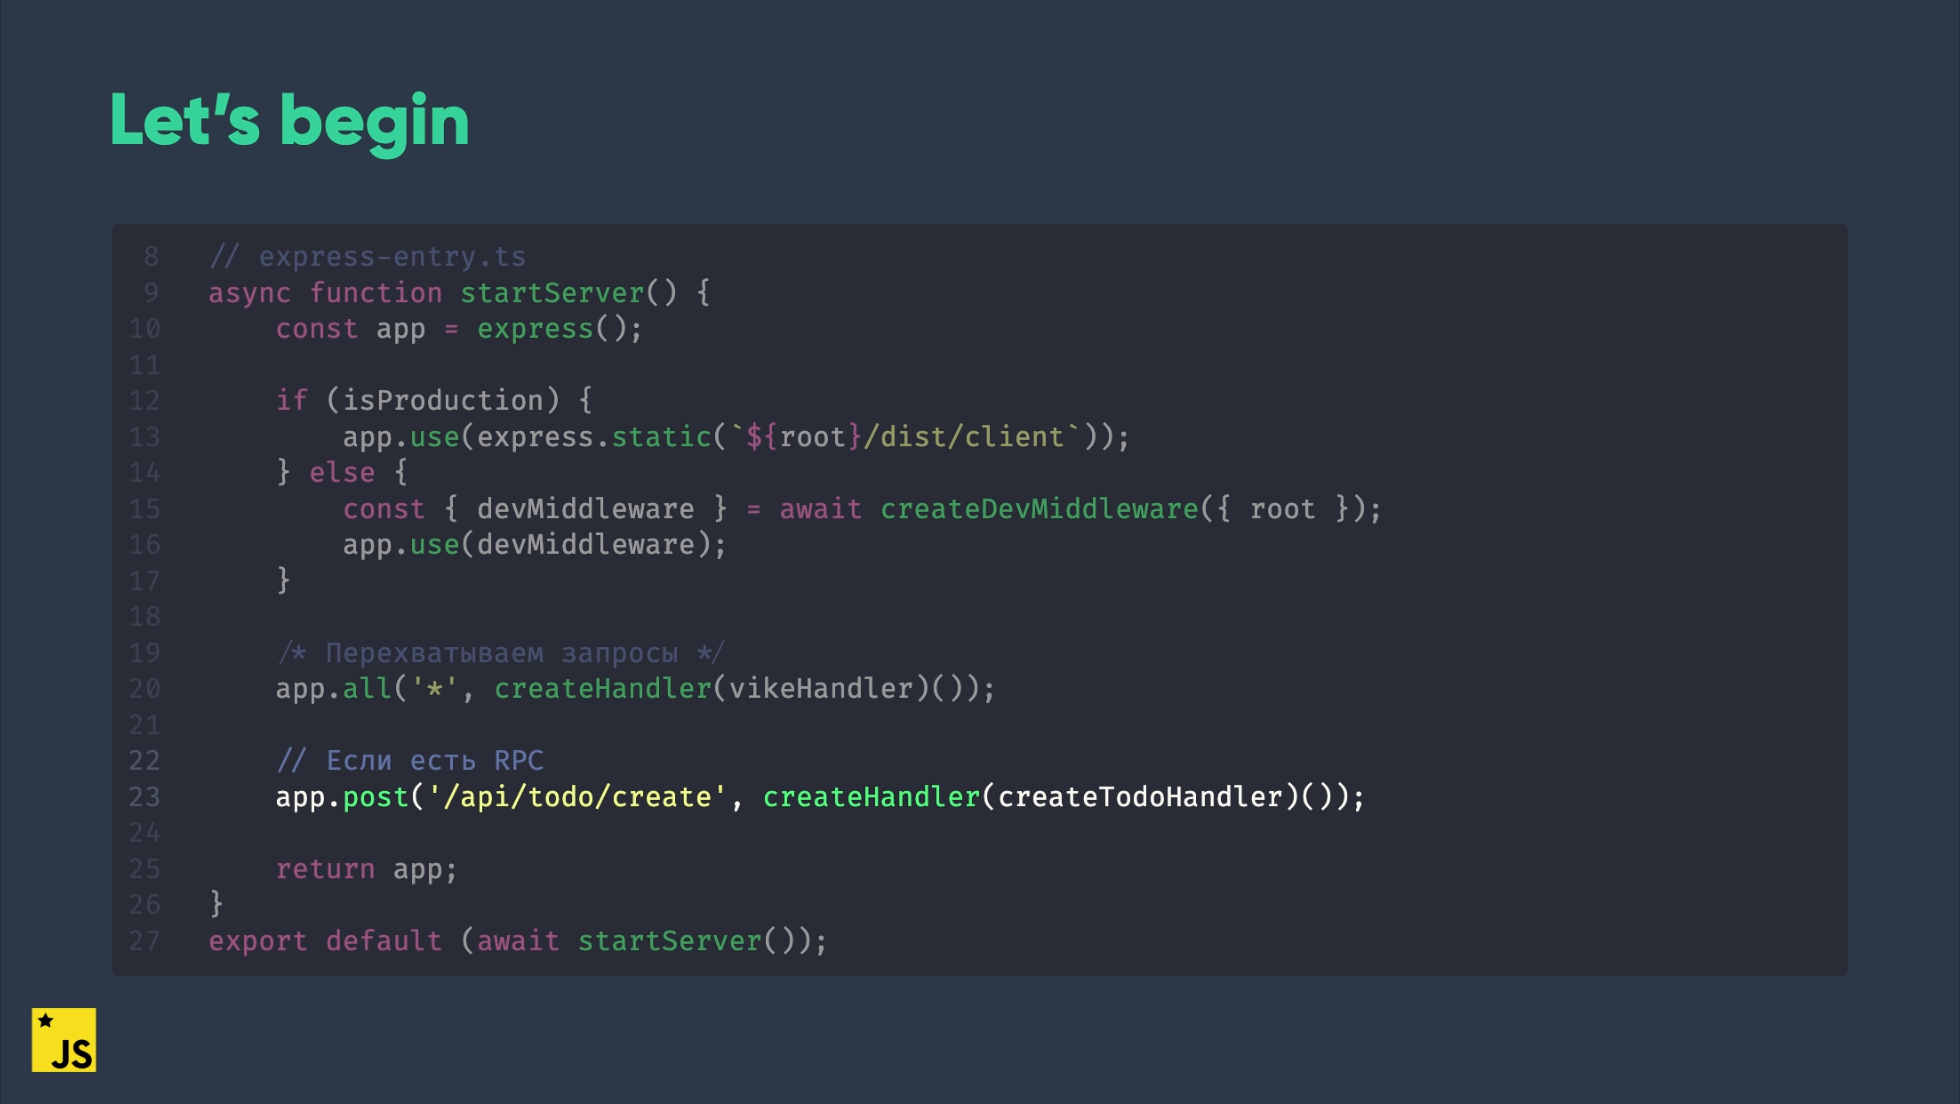 Let's begin
8 // express-entry.ts
9 async function startServer() {
10     const app = express();
11
12     if (isProduction) {
13         app.use(express.static(`${root}/dist/client`));
14     } else {
15         const { devMiddleware } = await createDevMiddleware({ root });
16         app.use(devMiddleware);
17     }
18
19     /* Перехватываем запросы */
20     app.all('*', createHandler(vikeHandler)());
21
22     // Если есть RPC
23     app.post('/api/todo/create', createHandler(createTodoHandler)());
24
25     return app;
26 }
27 export default (await startServer());
JS